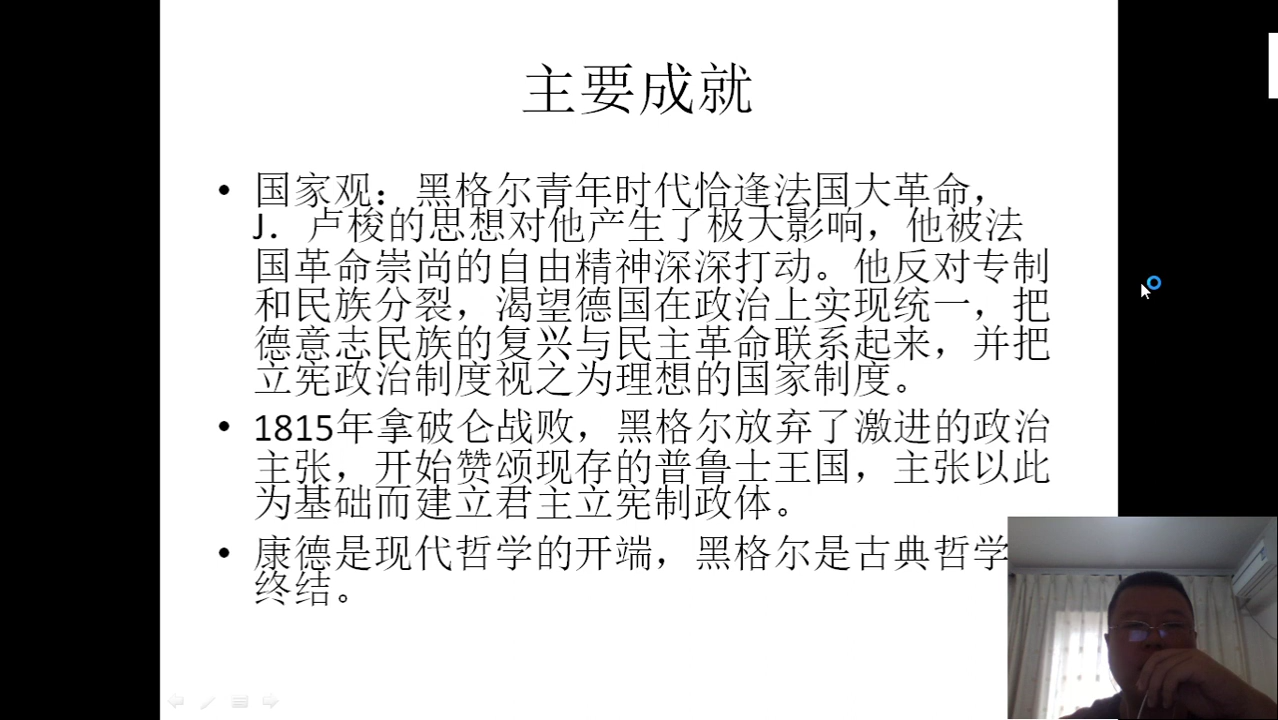 主要成就
• 国家观：黑格尔青年时代恰逢法国大革命，
J．卢梭的思想对他产生了极大影响，他被法
国革命崇尚的自由精神深深打动。他反对专制
和民族分裂，渴望德国在政治上实现统一，把
德意志民族的复兴与民主革命联系起来，并把
立宪政治制度视之为理想的国家制度。
• 1815年拿破仑战败，黑格尔放弃了激进的政治
主张，开始赞颂现存的普鲁士王国，主张以此
为基础而建立君主立宪制政体。
• 康德是现代哲学的开端，黑格尔是古典哲学
终结。